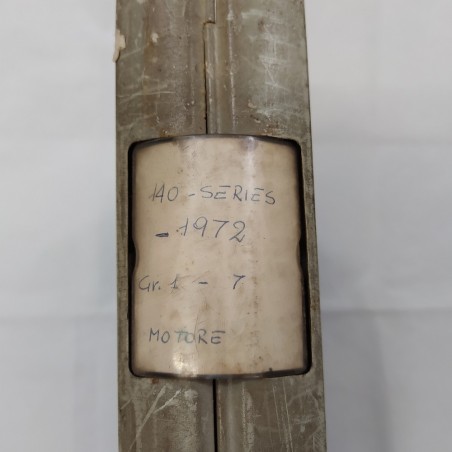 140 - SERIES
- 1972
Gr. 1 - 7
MOTORE